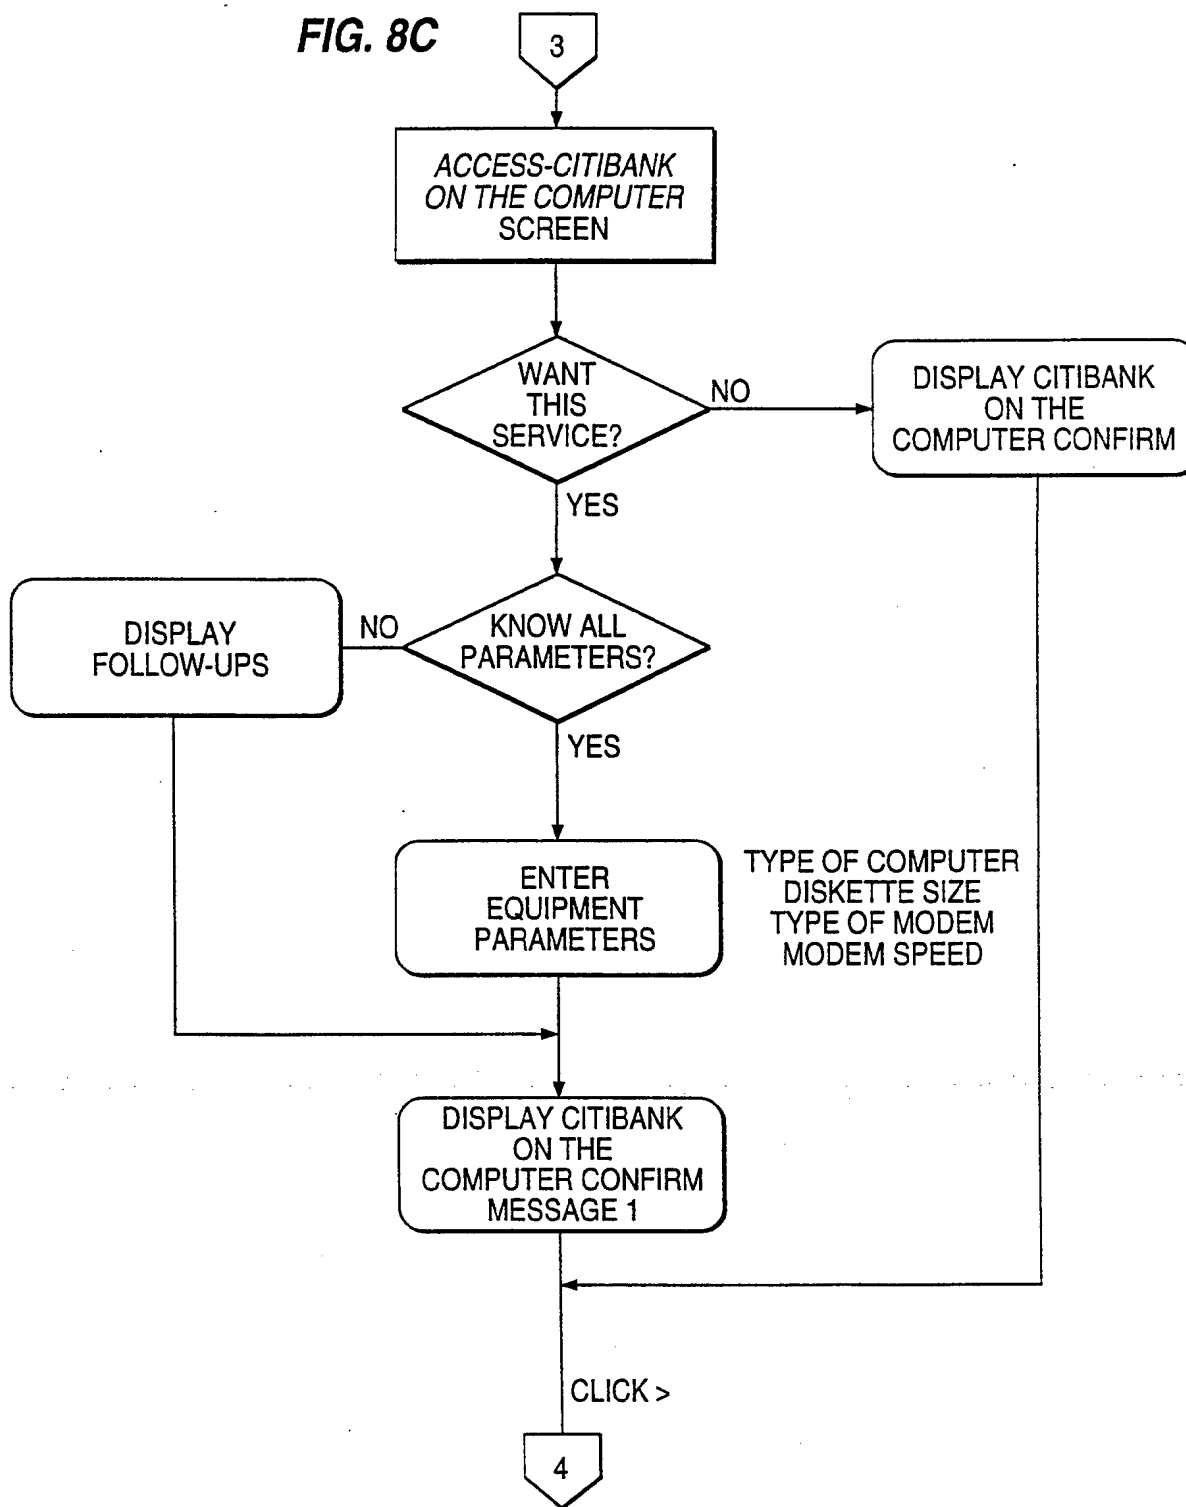 FIG. 8C
3
ACCESS-CITIBANK
ON THE COMPUTER
SCREEN
WANT
THIS
SERVICE?
NO
DISPLAY CITIBANK
ON THE
COMPUTER CONFIRM
YES
DISPLAY
FOLLOW-UPS
NO
KNOW ALL
PARAMETERS?
YES
ENTER
EQUIPMENT
PARAMETERS
TYPE OF COMPUTER
DISKETTE SIZE
TYPE OF MODEM
MODEM SPEED
DISPLAY CITIBANK
ON THE
COMPUTER CONFIRM
MESSAGE 1
CLICK >
4